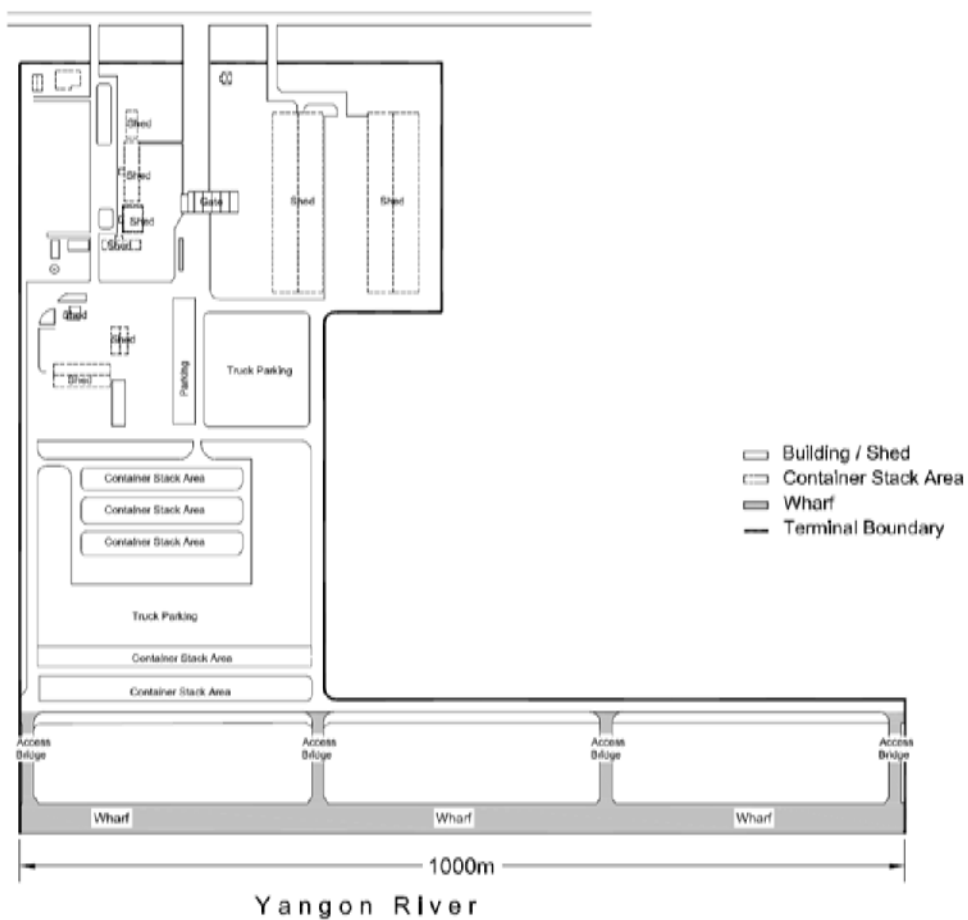 Shed
Shed
Shed
Gate
Shed
Shed
Shed
Shed
Shed
Shed
Parking
Truck Parking
Container Stack Area
Container Stack Area
Container Stack Area
Truck Parking
Container Stack Area
Container Stack Area
Building / Shed
Container Stack Area
Wharf
Terminal Boundary
Access
Bridge
Access
Bridge
Access
Bridge
Access
Bridge
Wharf
Wharf
Wharf
1000m
Yangon River